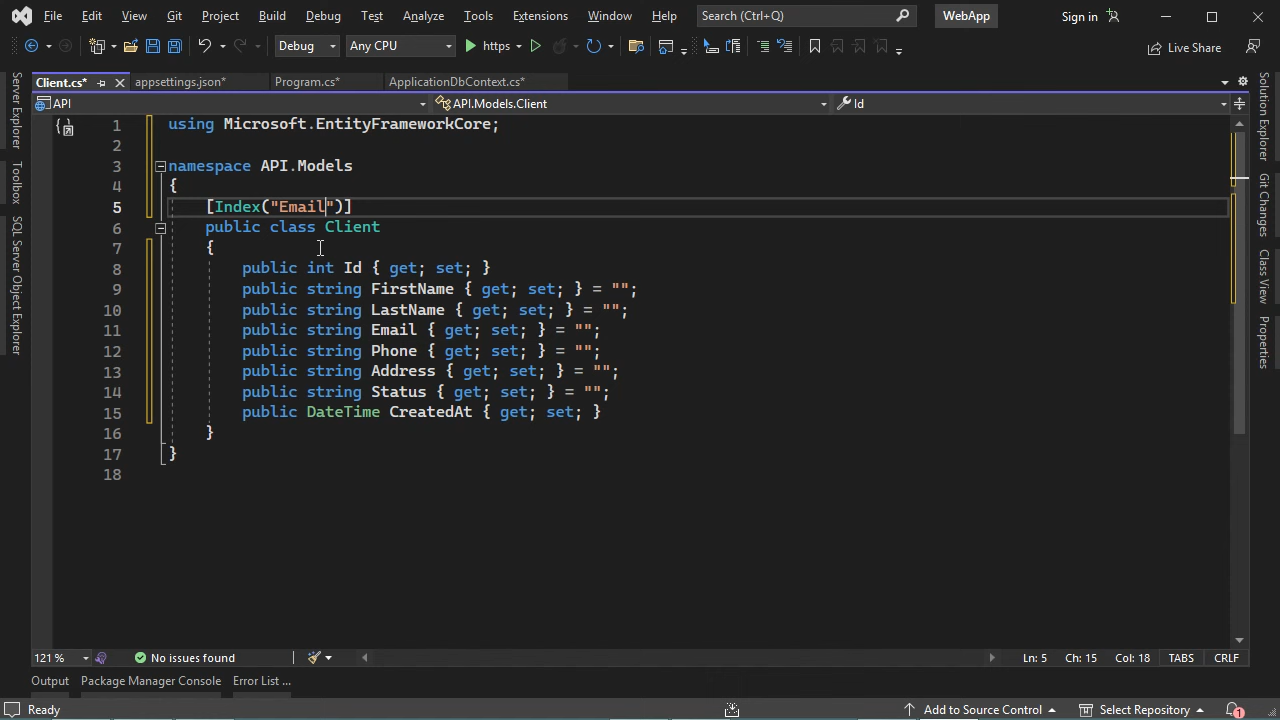 File Edit View Git Project Build Debug Test Analyze Tools Extensions Window Help Search (Ctrl+Q) WebApp Sign in
Debug Any CPU https Live Share
Client.cs* appsettings.json* Program.cs* ApplicationDbContext.cs*
API API.Models.Client Id
1 using Microsoft.EntityFrameworkCore;
2
3 namespace API.Models
4 {
5 [Index("Email")]
6 public class Client
7 {
8 public int Id { get; set; }
9 public string FirstName { get; set; } = "";
10 public string LastName { get; set; } = "";
11 public string Email { get; set; } = "";
12 public string Phone { get; set; } = "";
13 public string Address { get; set; } = "";
14 public string Status { get; set; } = "";
15 public DateTime CreatedAt { get; set; }
16 }
17 }
18
Server Explorer
Toolbox
SQL Server Object Explorer
Solution Explorer
Git Changes
Class View
Properties
121 % No issues found Ln: 5 Ch: 15 Col: 18 TABS CRLF
Output Package Manager Console Error List ...
Ready Add to Source Control Select Repository 1